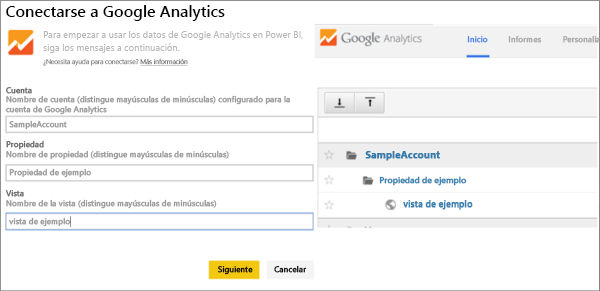 Conectarse a Google Analytics
Para empezar a usar los datos de Google Analytics en Power BI,
siga los mensajes a continuación.
¿Necesita ayuda para conectarse? Más información
Cuenta
Nombre de cuenta (distingue mayúsculas de minúsculas) configurado para la
cuenta de Google Analytics
SampleAccount
Propiedad
Nombre de propiedad (distingue mayúsculas de minúsculas)
Propiedad de ejemplo
Vista
Nombre de la vista (distingue mayúsculas de minúsculas)
vista de ejemplo
Siguiente Cancelar
Google Analytics Inicio Informes Personaliza
SampleAccount
Propiedad de ejemplo
vista de ejemplo